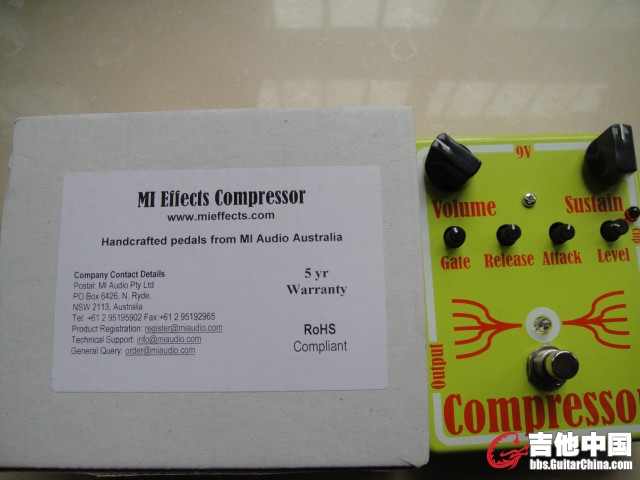 MI Effects Compressor
www.mieffects.com
Handcrafted pedals from MI Audio Australia
Company Contact Details
Postal: MI Audio Pty Ltd
PO Box 6426, N. Ryde,
NSW 2113, Australia
Tel: +61 2 95195902 Fax:+61 2 95192965
Product Registration: register@miaudio.com
Technical Support: info@miaudio.com
General Query: order@miaudio.com
5 yr
Warranty
RoHS
Compliant
9V
Volume
Sustain
Gate
Release
Attack
Level
Output
Compressor
吉他中国
bbs.GuitarChina.com